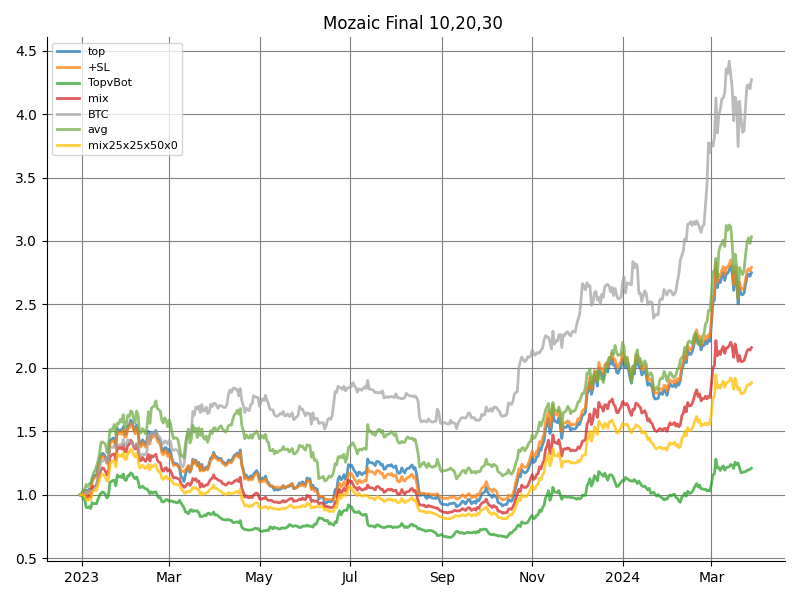 Mozaic Final 10,20,30
top
+SL
TopvBot
mix
BTC
avg
mix25x25x50x0
4.5
4.0
3.5
3.0
2.5
2.0
1.5
1.0
0.5
2023 Mar May Jul Sep Nov 2024 Mar